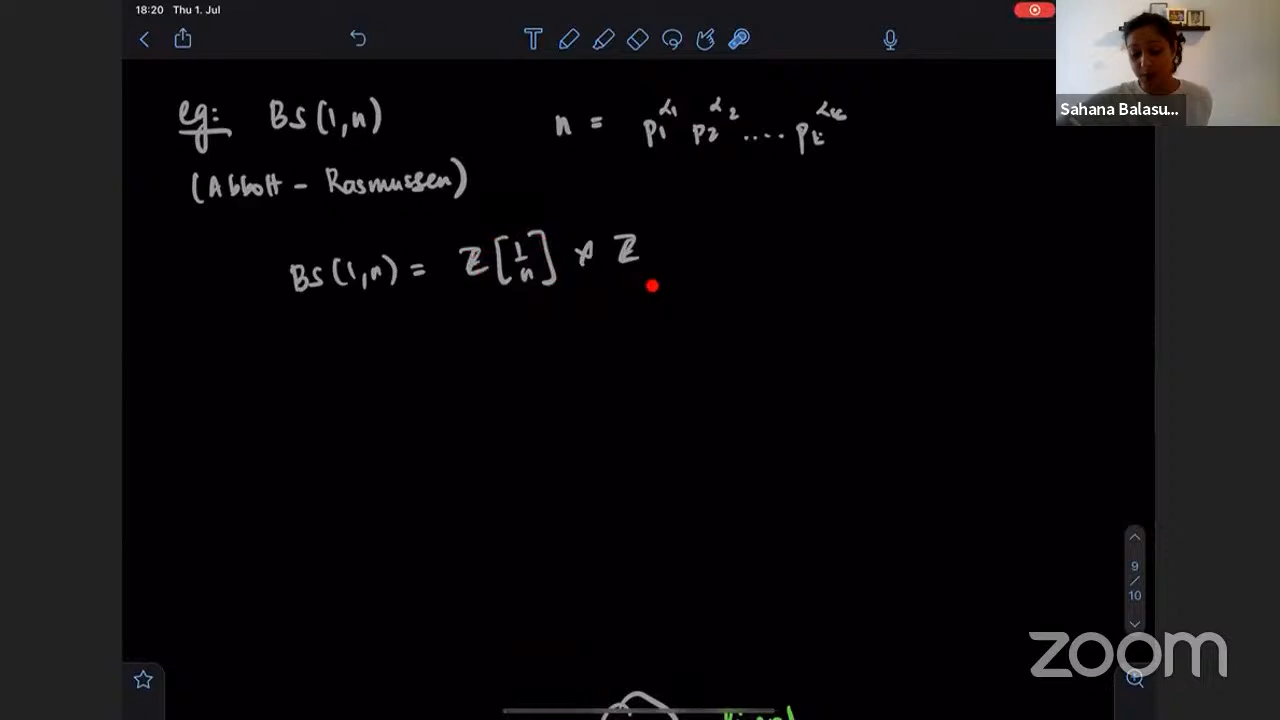 18:20 Thu 1. Jul
Sahana Balasu...
eg: BS(1,n) n = p₁^α₁ p₂^α₂ .... pₖ^αₖ
(Abbott - Rasmussen)
BS(1,n) = ℤ[1/n] ⋊ ℤ
9
/
10
zoom